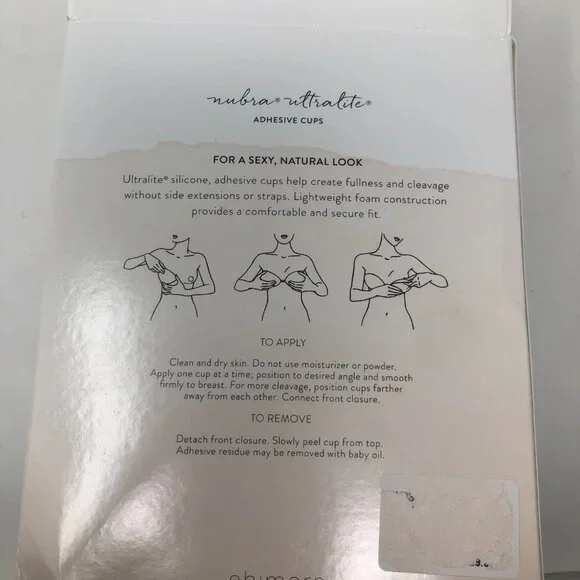 nubra® ultralite®
ADHESIVE CUPS
FOR A SEXY, NATURAL LOOK
Ultralite® silicone, adhesive cups help create fullness and cleavage
without side extensions or straps. Lightweight foam construction
provides a comfortable and secure fit.
TO APPLY
Clean and dry skin. Do not use moisturizer or powder.
Apply one cup at a time; position to desired angle and smooth
firmly to breast. For more cleavage, position cups farther
away from each other. Connect front closure.
TO REMOVE
Detach front closure. Slowly peel cup from top.
Adhesive residue may be removed with baby oil.